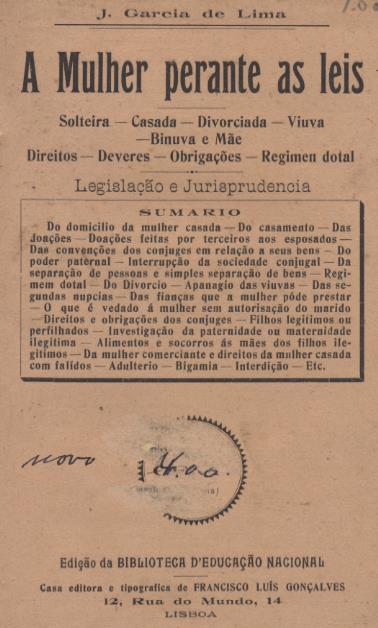 J. Garcia de Lima
A Mulher perante as leis
Solteira — Casada — Divorciada — Viuva
—Binuva e Mãe
Direitos — Deveres — Obrigações — Regimen dotal
Legislação e Jurisprudencia
SUMARIO
Do domicilio da mulher casada — Do casamento — Das
Joações — Doações feitas por terceiros aos esposados —
Das convenções dos conjuges em relação a seus bens — Do
poder paternal — Interrupção da sociedade conjugal — Da
separação de pessoas e simples separação de bens — Regi-
mem dotal — Do Divorcio — Apanagio das viuvas — Das se-
gundas nupcias — Das fianças que a mulher póde prestar
— O que é vedado á mulher sem autorisação do marido
— Direitos e obrigações dos conjuges — Filhos legitimos ou
perfilhados — Investigação da paternidade ou maternidade
ilegitima — Alimentos e socorros ás mães dos filhos ile-
gitimos — Da mulher comerciante e direitos da mulher casada
com falidos — Adulterio — Bigamia — Interdição — Etc.
novo
Edição da BIBLIOTECA D'EDUCAÇÃO NACIONAL
Casa editora e tipografica de FRANCISCO LUÍS GONÇALVES
12, Rua do Mundo, 14
LISBOA